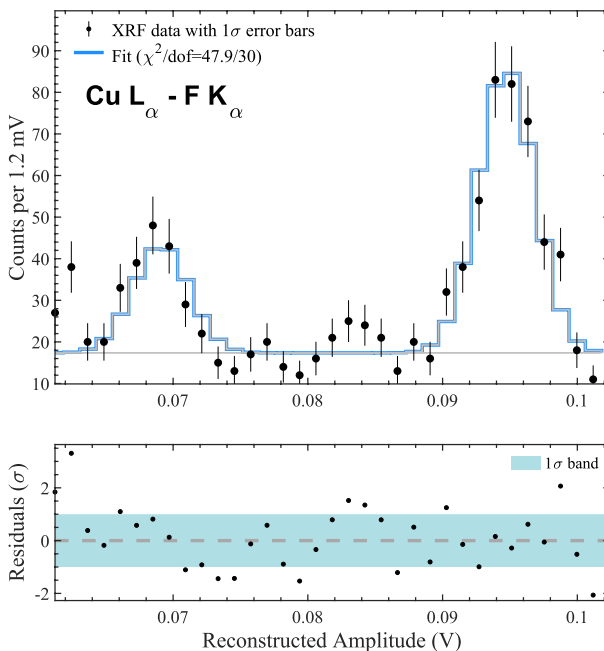 XRF data with 1σ error bars
Fit (χ²/dof=47.9/30)
Cu Lα - F Kα
Counts per 1.2 mV
90
80
70
60
50
40
30
20
10
0.07
0.08
0.09
0.1
1σ band
Residuals (σ)
2
0
-2
0.07
0.08
0.09
0.1
Reconstructed Amplitude (V)